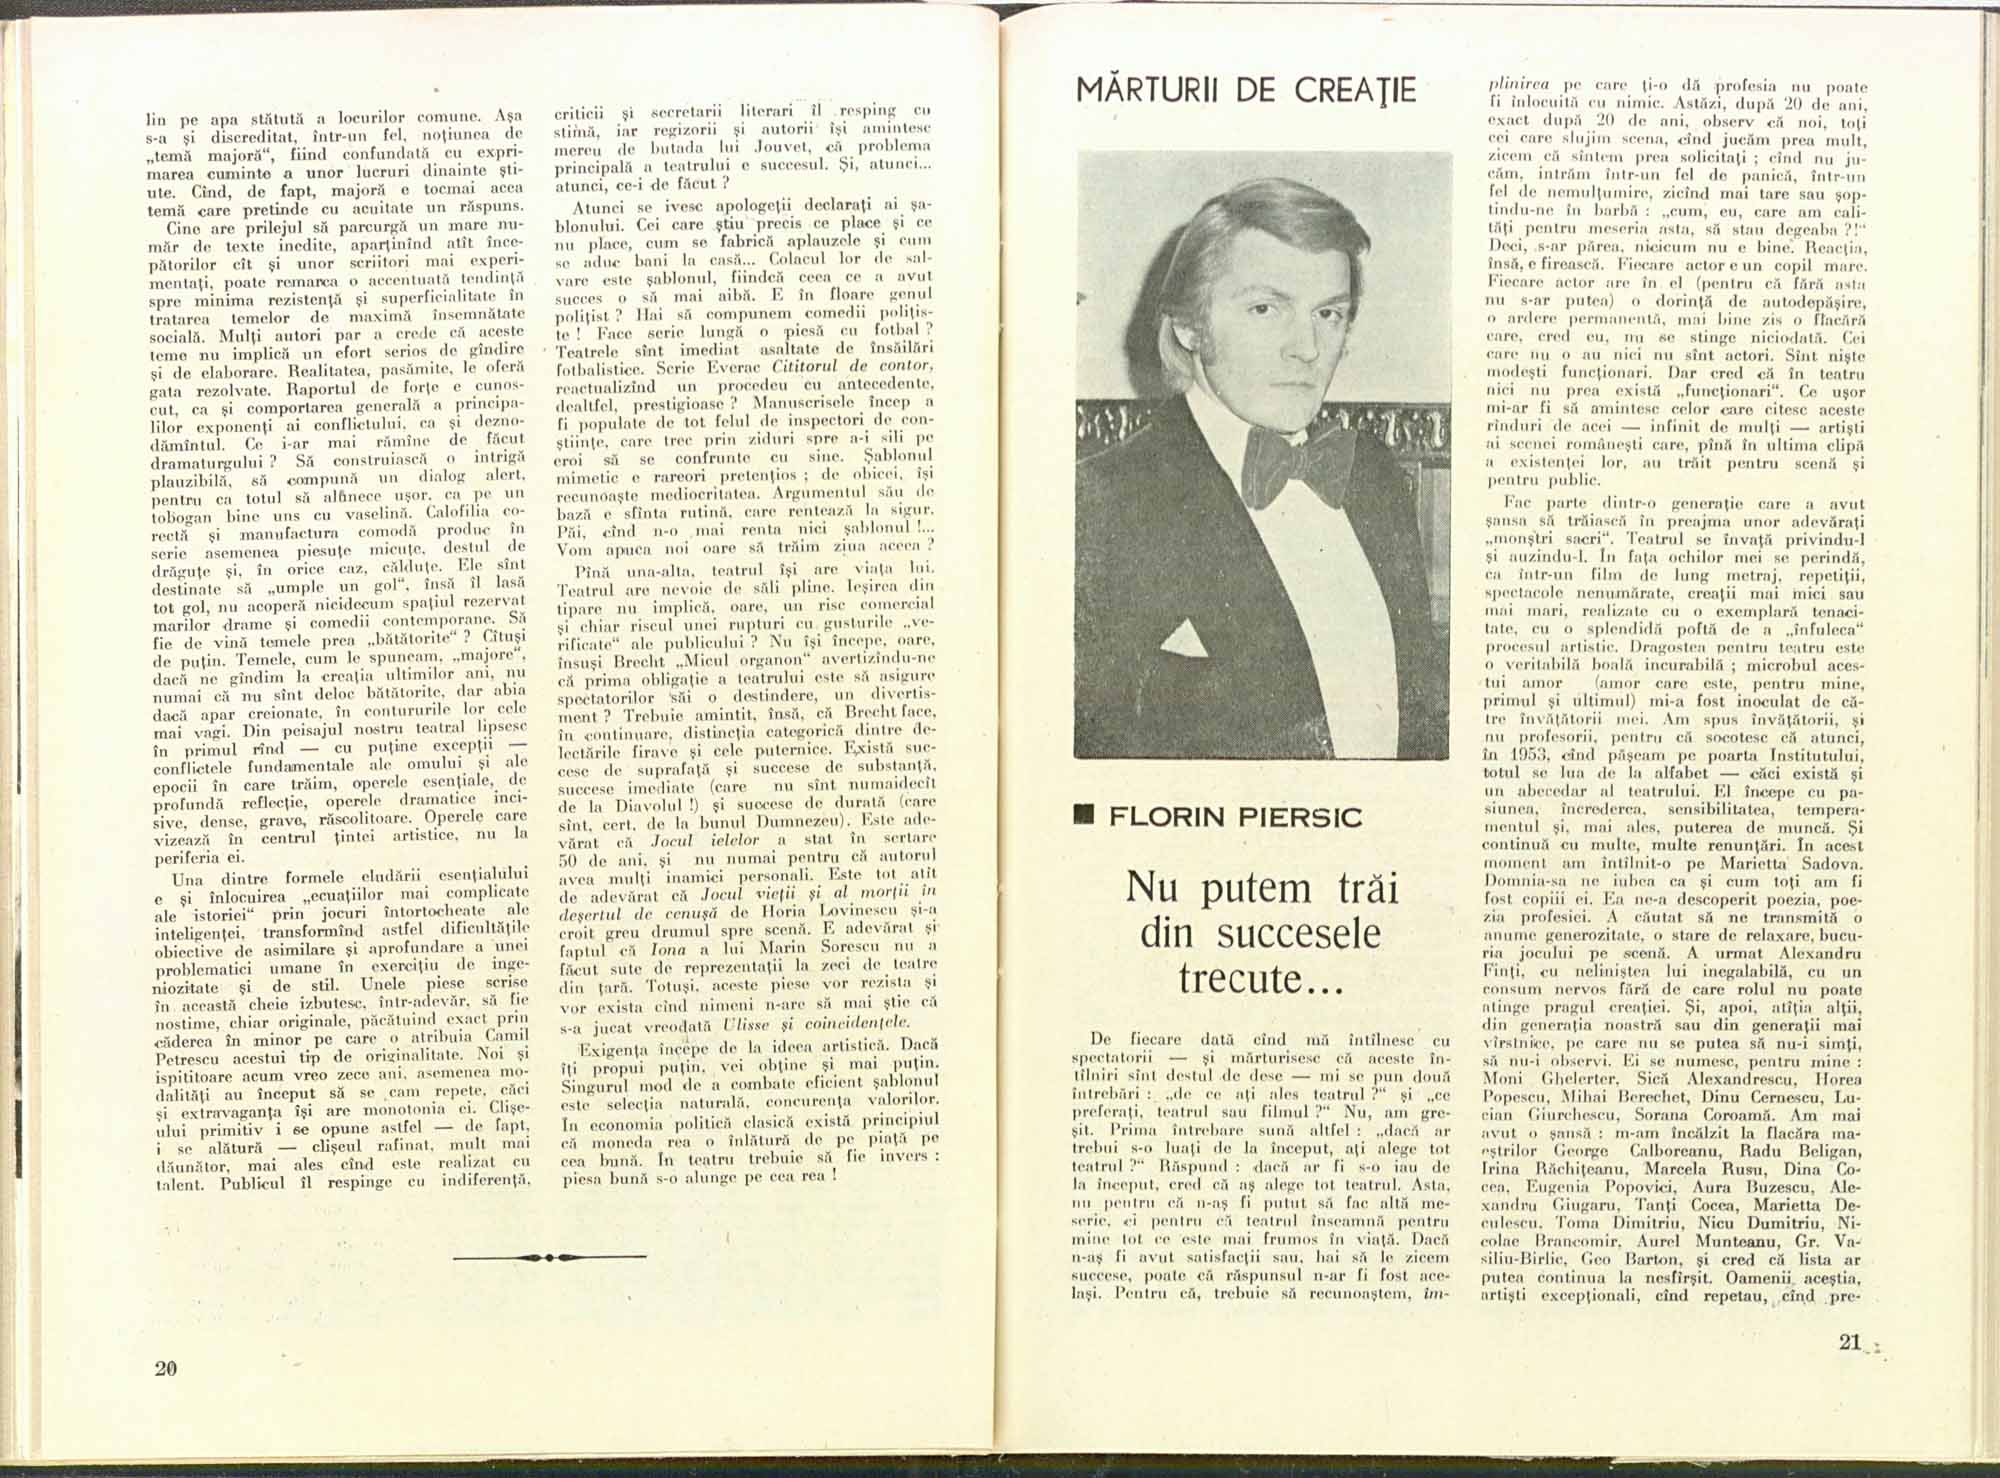 lin pe apa stătută a locurilor comune. Așa
s-a și discreditat, într-un fel, noțiunea de
„temă majoră“, fiind confundată cu expri-
marea cuminte a unor lucruri dinainte ști-
ute. Cînd, de fapt, majoră e tocmai acea
temă care pretinde cu acuitate un răspuns.
Cine are prilejul să parcurgă un mare nu-
măr de texte inedite, aparținînd atît înce-
pătorilor cît și unor scriitori mai experi-
mentați, poate remarca o accentuată tendință
spre minima rezistență și superficialitate în
tratarea temelor de maximă însemnătate
socială. Mulți autori par a crede că aceste
teme nu implică un efort serios de gîndire
și de elaborare. Realitatea, pasămite, le oferă
gata rezolvate. Raportul de forțe e cunos-
cut, ca și comportarea generală a principa-
lilor exponenți ai conflictului, ca și dezno-
dămîntul. Ce i-ar mai rămîne de făcut
dramaturgului ? Să construiască o intrigă
plauzibilă, să compună un dialog alert,
pentru ca totul să alunece ușor, ca pe un
tobogan bine uns cu vaselină. Calofilia co-
rectă și manufactura comodă produc în
serie asemenea piesuțe micuțe, destul de
drăguțe și, în orice caz, călduțe. Ele sînt
destinate să „umple un gol“, însă îl lasă
tot gol, nu acoperă nicidecum spațiul rezervat
marilor drame și comedii contemporane. Să
fie de vină temele prea „bătătorite“ ? Cîtuși
de puțin. Temele, cum le spuneam, „majore“,
dacă ne gîndim la creația ultimilor ani, nu
numai că nu sînt deloc bătătorite, dar abia
dacă apar creionate, în contururile lor cele
mai vagi. Din peisajul nostru teatral lipsesc
în primul rînd — cu puține excepții —
conflictele fundamentale ale omului și ale
epocii în care trăim, operele esențiale, de
profundă reflecție, operele dramatice inci-
sive, dense, grave, răscolitoare. Operele care
vizează în centrul țintei artistice, nu la
periferia ei.
Una dintre formele eludării esențialului
e și înlocuirea „ecuațiilor mai complicate
ale istoriei“ prin jocuri întortocheate ale
inteligenței, transformînd astfel dificultățile
obiective de asimilare și aprofundare a unei
problematici umane în exercițiu de inge-
niozitate și de stil. Unele piese scrise
în această cheie izbutesc, într-adevăr, să fie
nostime, chiar originale, păcătuind exact prin
căderea în minor pe care o atribuia Camil
Petrescu acestui tip de originalitate. Noi și
ispititoare acum vreo zece ani, asemenea mo-
dalități au început să se cam repete, căci
și extravaganța își are monotonia ei. Clișe-
ului primitiv i se opune astfel — de fapt,
i se alătură — clișeul rafinat, mult mai
dăunător, mai ales cînd este realizat cu
talent. Publicul îl respinge cu indiferență,
criticii și secretarii literari îl resping cu
stimă, iar regizorii și autorii își amintesc
mereu de butada lui Jouvet, că problema
principală a teatrului e succesul. Și, atunci...
atunci, ce-i de făcut ?
Atunci se ivesc apologeții declarați ai șa-
blonului. Cei care știu precis ce place și ce
nu place, cum se fabrică aplauzele și cum
se aduc bani la casă... Colacul lor de sal-
vare este șablonul, fiindcă ceea ce a avut
succes o să mai aibă. E în floare genul
polițist ? Hai să compunem comedii poliți­s-
te ! Face serie lungă o piesă cu fotbal ?
Teatrele sînt imediat asaltate de însăilări
fotbalistice. Scrie Everac Cititorul de contor,
reactualizînd un procedeu cu antecedente,
dealtfel, prestigioase ? Manuscrisele încep a
fi populate de tot felul de inspectori de con-
științe, care trec prin ziduri spre a-i sili pe
eroi să se confrunte cu sine. Șablonul
mimetic e rareori pretențios ; de obicei, își
recunoaște mediocritatea. Argumentul său de
bază e sfînta rutină, care rentează la sigur.
Păi, cînd n-o mai renta nici șablonul !...
Vom apuca noi oare să trăim ziua aceea ?
Pînă una-alta, teatrul își are viața lui.
Teatrul are nevoie de săli pline. Ieșirea din
tipare nu implică, oare, un risc comercial
și chiar riscul unei rupturi cu gusturile „ve-
rificate“ ale publicului ? Nu își începe, oare,
însuși Brecht „Micul organon“ avertizîndu-ne
că prima obligație a teatrului este să asigure
spectatorilor săi o destindere, un divertis-
ment ? Trebuie amintit, însă, că Brecht face,
în continuare, distincția categorică dintre de-
lectările firave și cele puternice. Există suc-
cese de suprafață și succese de substanță,
succese imediate (care nu sînt numaidecît
de la Diavolul !) și succese de durată (care
sînt, cert, de la bunul Dumnezeu). Este ade-
vărat că Jocul ielelor a stat în sertare
50 de ani, și nu numai pentru că autorul
avea mulți inamici personali. Este tot atît
de adevărat că Jocul vieții și al morții în
deșertul de cenușă de Horia Lovinescu și-a
croit greu drumul spre scenă. E adevărat și
faptul că Iona a lui Marin Sorescu nu a
făcut sute de reprezentații la zeci de teatre
din țară. Totuși, aceste piese vor rezista și
vor exista cînd nimeni n-are să mai știe că
s-a jucat vreodată Ulisse și coincidențele.
Exigența începe de la ideea artistică. Dacă
îți propui puțin, vei obține și mai puțin.
Singurul mod de a combate eficient șablonul
este selecția naturală, concurența valorilor.
In economia politică clasică există principiul
că moneda rea o înlătură de pe piață pe
cea bună. In teatru trebuie să fie invers :
piesa bună s-o alunge pe cea rea !
20
MĂRTURII DE CREAȚIE
FLORIN PIERSIC
Nu putem trăi
din succesele
trecute...
De fiecare dată cînd mă întîlnesc cu
spectatorii — și mărturisesc că aceste în-
tîlniri sînt destul de dese — mi se pun două
întrebări : „de ce ați ales teatrul ?“ și „ce
preferați, teatrul sau filmul ?“ Nu, am gre-
șit. Prima întrebare sună altfel : „dacă ar
trebui s-o luați de la început, ați alege tot
teatrul ?“ Răspund : dacă ar fi s-o iau de
la început, cred că aș alege tot teatrul. Asta,
nu pentru că n-aș fi putut să fac altă me-
serie, ci pentru că teatrul înseamnă pentru
mine tot ce este mai frumos în viață. Dacă
n-aș fi avut satisfacții sau, hai să le zicem
succese, poate că răspunsul n-ar fi fost ace-
lași. Pentru că, trebuie să recunoaștem, îm-
plinirea pe care ți-o dă profesia nu poate
fi înlocuită cu nimic. Astăzi, după 20 de ani,
exact după 20 de ani, observ că noi, toți
cei care slujim scena, cînd jucăm prea mult,
zicem că sîntem prea solicitați ; cînd nu ju-
căm, intrăm într-un fel de panică, într-un
fel de nemulțumire, zicînd mai tare sau șop-
tindu-ne în barbă : „cum, eu, care am cali-
tăți pentru meseria asta, să stau degeaba ?!“
Deci, s-ar părea, nicicum nu e bine. Reacția,
însă, e firească. Fiecare actor e un copil mare.
Fiecare actor are în el (pentru că fără asta
nu s-ar putea) o dorință de autodepășire,
o ardere permanentă, mai bine zis o flacără
care, cred eu, nu se stinge niciodată. Cei
care nu o au nici nu sînt actori. Sînt niște
modești funcționari. Dar cred că în teatru
nici nu prea există „funcționari“. Ce ușor
mi-ar fi să amintesc celor care citesc aceste
rînduri de acei — infinit de mulți — artiști
ai scenei românești care, pînă în ultima clipă
a existenței lor, au trăit pentru scenă și
pentru public.
Fac parte dintr-o generație care a avut
șansa să trăiască în preajma unor adevărați
„monștri sacri“. Teatrul se învață privindu-l
și auzindu-l. În fața ochilor mei se perindă,
ca într-un film de lung metraj, repetiții,
spectacole nenumărate, creații mai mici sau
mai mari, realizate cu o exemplară tenaci-
tate, cu o splendidă poftă de a „înfuleca“
procesul artistic. Dragostea pentru teatru este
o veritabilă boală incurabilă ; microbul aces-
tui amor (amor care este, pentru mine,
primul și ultimul) mi-a fost inoculat de că-
tre învățătorii mei. Am spus învățătorii, și
nu profesorii, pentru că socotesc că atunci,
în 1953, cînd pășeam pe poarta Institutului,
totul se lua de la alfabet — căci există și
un abecedar al teatrului. El începe cu pa-
siunea, încrederea, sensibilitatea, tempera-
mentul și, mai ales, puterea de muncă. Și
continuă cu multe, multe renunțări. In acest
moment am întîlnit-o pe Marietta Sadova.
Domnia-sa ne iubea ca și cum toți am fi
fost copiii ei. Ea ne-a descoperit poezia, poe-
zia profesiei. A căutat să ne transmită o
anume generozitate, o stare de relaxare, bucu-
ria jocului pe scenă. A urmat Alexandru
Finți, cu neliniștea lui inegalabilă, cu un
consum nervos fără de care rolul nu poate
atinge pragul creației. Și, apoi, atîția alții,
din generația noastră sau din generații mai
vîrstnice, pe care nu se putea să nu-i simți,
să nu-i observi. Ei se numesc, pentru mine :
Moni Ghelerter, Sică Alexandrescu, Horea
Popescu, Mihai Berechet, Dinu Cernescu, Lu-
cian Giurchescu, Sorana Coroamă. Am mai
avut o șansă : m-am încălzit la flacăra ma-
eștrilor George Calboreanu, Radu Beligan,
Irina Răchițeanu, Marcela Rusu, Dina Co-
cea, Eugenia Popovici, Aura Buzescu, Ale-
xandru Giugaru, Tanți Cocea, Marietta De-
culescu, Toma Dimitriu, Nicu Dumitriu, Ni-
colae Brancomir, Aurel Munteanu, Gr. Va-
siliu-Birlic, Geo Barton, și cred că lista ar
putea continua la nesfîrșit. Oamenii aceștia,
artiști excepționali, cînd repetau, cînd pre-
21